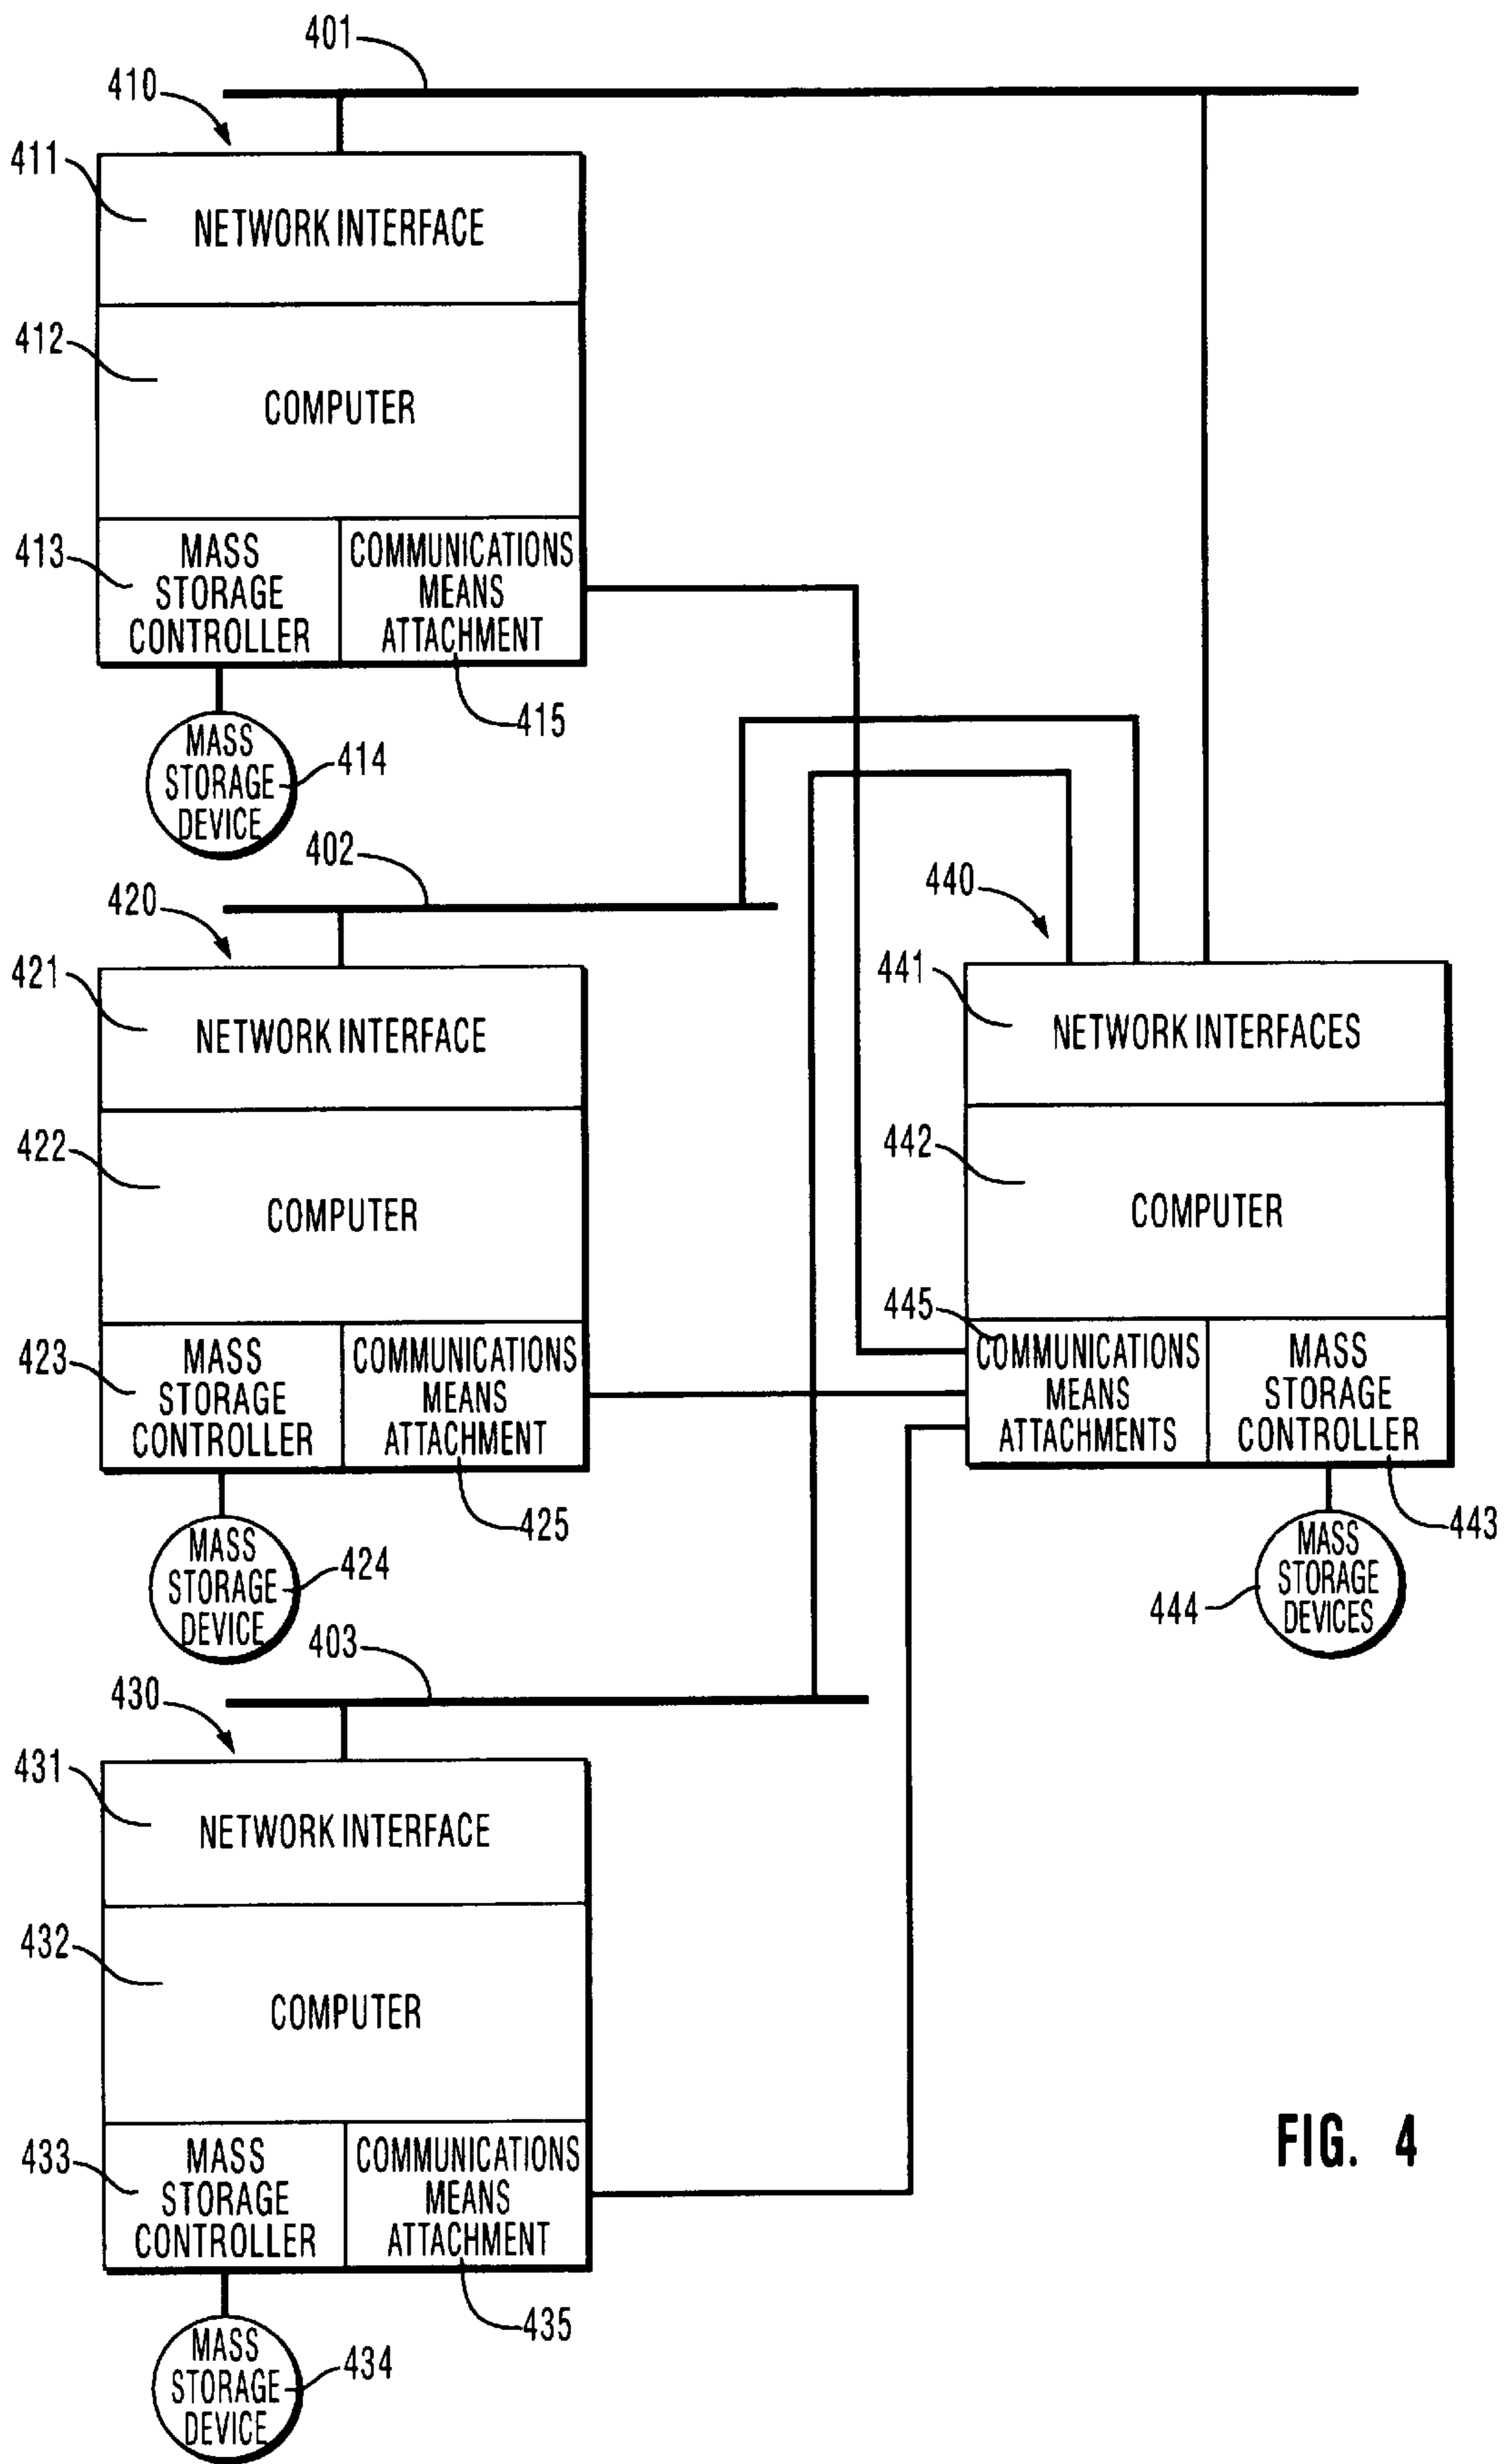 401
410
411
NETWORK INTERFACE
412
COMPUTER
413
MASS
STORAGE
CONTROLLER
COMMUNICATIONS
MEANS
ATTACHMENT
415
MASS
STORAGE
DEVICE
414
402
420
421
NETWORK INTERFACE
422
COMPUTER
423
MASS
STORAGE
CONTROLLER
COMMUNICATIONS
MEANS
ATTACHMENT
425
MASS
STORAGE
DEVICE
424
440
441
NETWORK INTERFACES
442
COMPUTER
445
COMMUNICATIONS
MEANS
ATTACHMENTS
MASS
STORAGE
CONTROLLER
443
MASS
STORAGE
DEVICES
444
403
430
431
NETWORK INTERFACE
432
COMPUTER
433
MASS
STORAGE
CONTROLLER
COMMUNICATIONS
MEANS
ATTACHMENT
435
MASS
STORAGE
DEVICE
434
FIG. 4